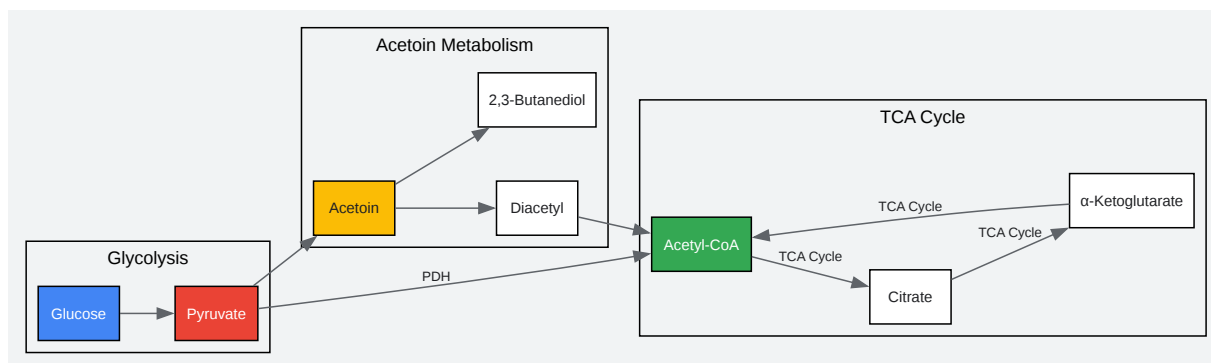 Acetoin Metabolism
2,3-Butanediol
Acetoin
Diacetyl
Glycolysis
Glucose
Pyruvate
PDH
TCA Cycle
Acetyl-CoA
TCA Cycle
TCA Cycle
TCA Cycle
α-Ketoglutarate
Citrate